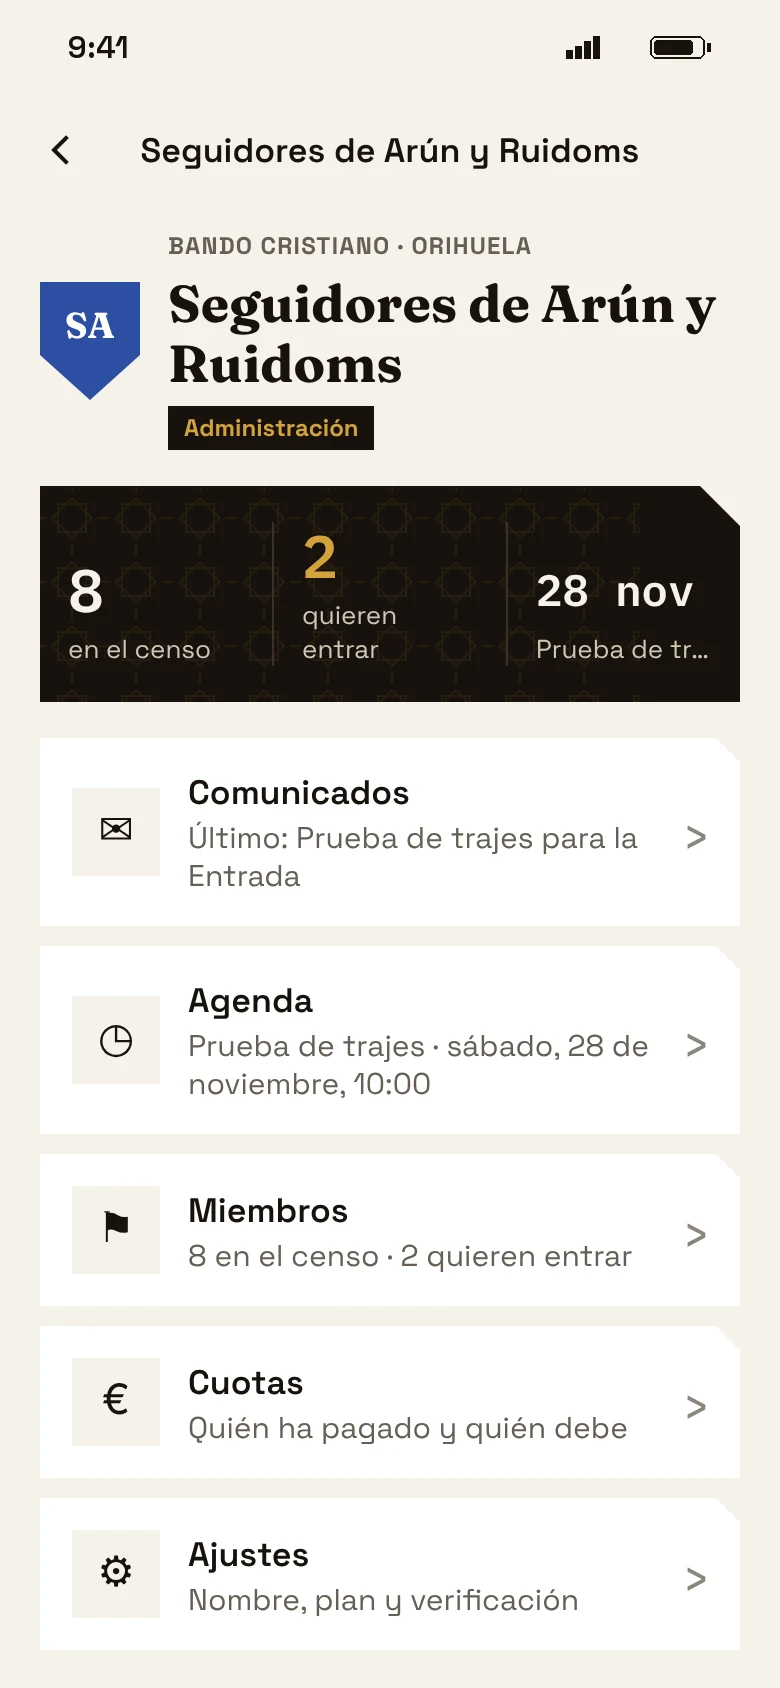 9:41
Seguidores de Arún y Ruidoms
BANDO CRISTIANO · ORIHUELA
SA
Seguidores de Arún y
Ruidoms
Administración
8
en el censo
2
quieren
entrar
28 nov
Prueba de tr...
Comunicados
Último: Prueba de trajes para la
Entrada
>
Agenda
Prueba de trajes · sábado, 28 de
noviembre, 10:00
>
Miembros
8 en el censo · 2 quieren entrar
>
€
Cuotas
Quién ha pagado y quién debe
>
Ajustes
Nombre, plan y verificación
>